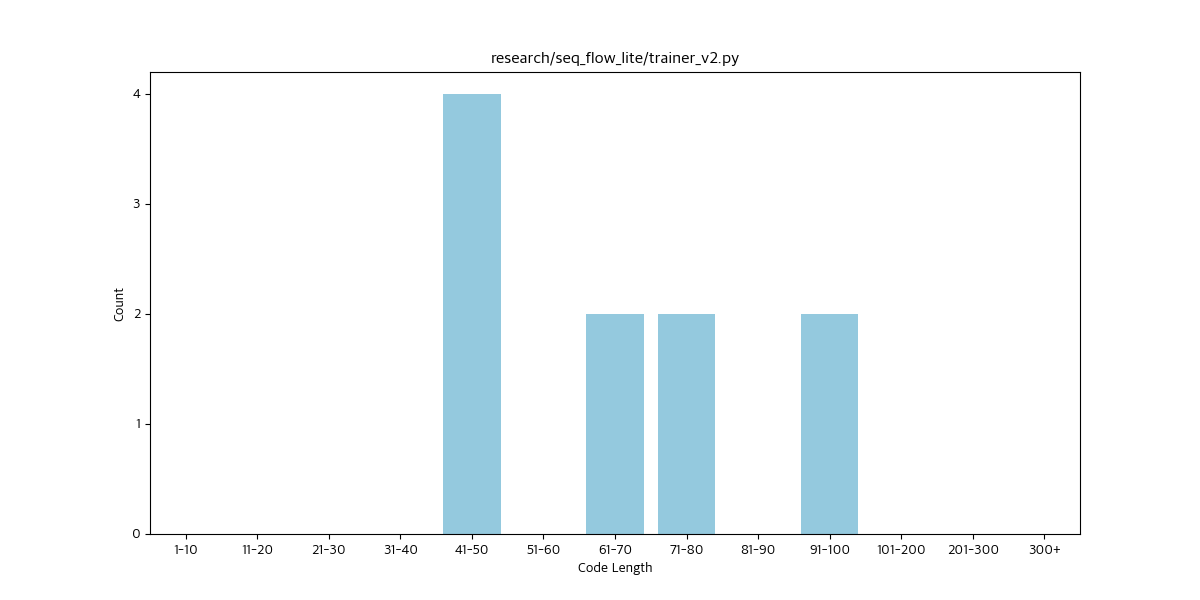 research/seq_flow_lite/trainer_v2.py
4
3
2
1
0
Count
1-10 11-20 21-30 31-40 41-50 51-60 61-70 71-80 81-90 91-100 101-200 201-300 300+
Code Length